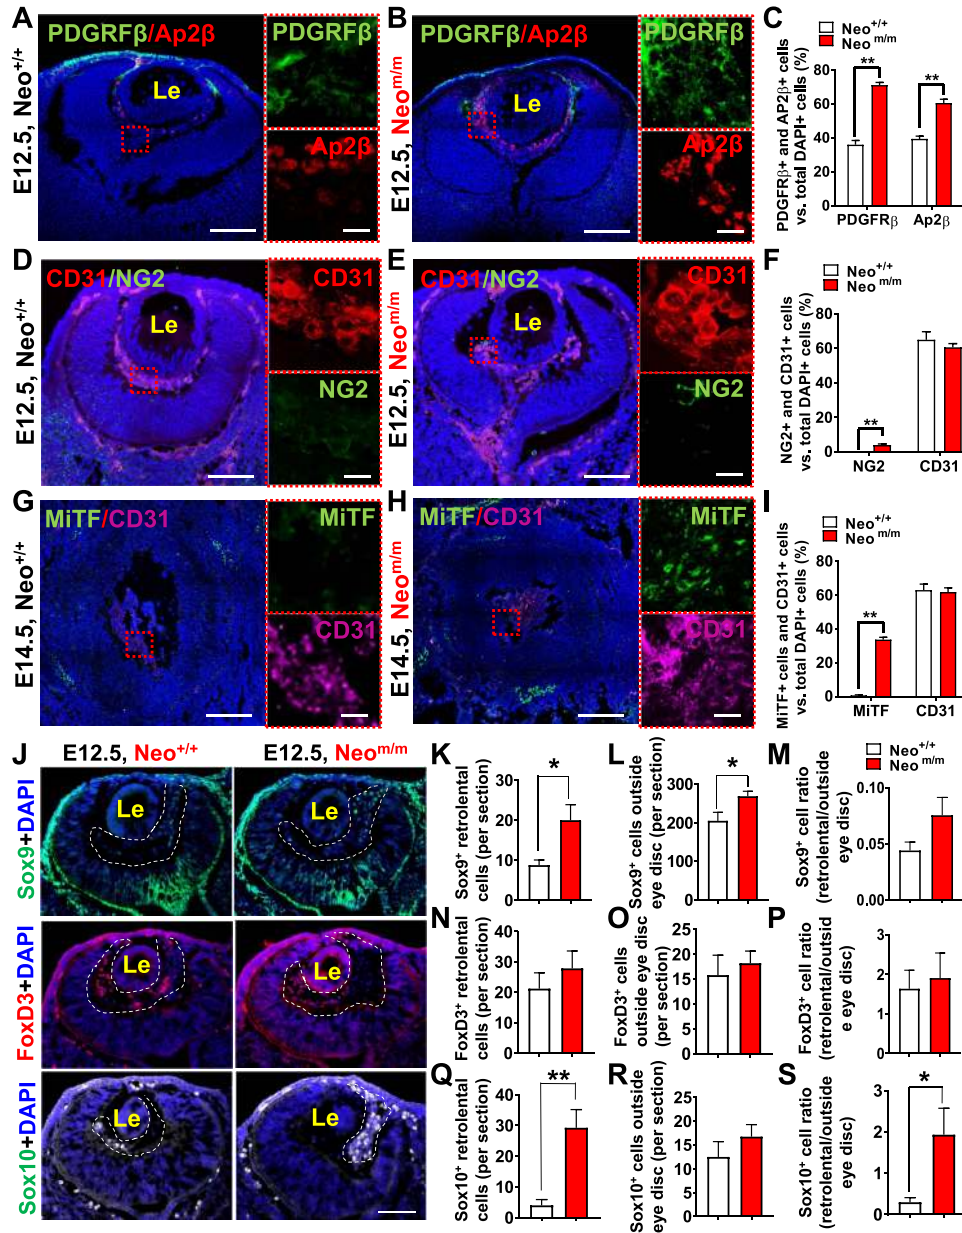 A
E12.5, Neo+/+
PDGRFβ/Ap2β
Le
PDGRFβ
Ap2β
B
E12.5, Neom/m
PDGRFβ/Ap2β
Le
PDGRFβ
Ap2β
C
Neo+/+
Neo m/m
PDGFRβ+ and AP2β+ cells
vs. total DAPI+ cells (%)
80
60
40
20
0
**
**
PDGFRβ
Ap2β
D
E12.5, Neo+/+
CD31/NG2
Le
CD31
NG2
E
E12.5, Neom/m
CD31/NG2
Le
CD31
NG2
F
Neo+/+
Neo m/m
NG2+ and CD31+ cells
vs. total DAPI+ cells (%)
80
60
40
20
0
**
NG2
CD31
G
E14.5, Neo+/+
MiTF/CD31
MiTF
CD31
H
E14.5, Neom/m
MiTF/CD31
MiTF
CD31
I
Neo+/+
Neo m/m
MiTF+ cells and CD31+ cells
vs. total DAPI+ cells (%)
80
60
40
20
0
**
MiTF
CD31
J
E12.5, Neo+/+
E12.5, Neom/m
Sox9+DAPI
Le
Le
FoxD3+DAPI
Le
Le
Sox10+DAPI
Le
Le
K
Sox9+ retrolental
cells (per section)
30
20
10
0
*
L
Sox9+ cells outside
eye disc (per section)
300
200
100
0
*
M
Neo+/+
Neo m/m
Sox9+ cell ratio
(retrolental/outside
eye disc)
0.10
0.05
0.00
N
FoxD3+ retrolental
cells (per section)
40
30
20
10
0
O
FoxD3+ cells
outside eye disc
(per section)
25
20
15
10
5
0
P
FoxD3+ cell ratio
(retrolental/outsid
e eye disc)
3
2
1
0
Q
Sox10+ retrolental
cells (per section)
40
30
20
10
0
**
R
Sox10+ cells outside
eye disc (per section)
25
20
15
10
5
0
S
Sox10+ cell ratio
(retrolental/outside
eye disc)
3
2
1
0
*